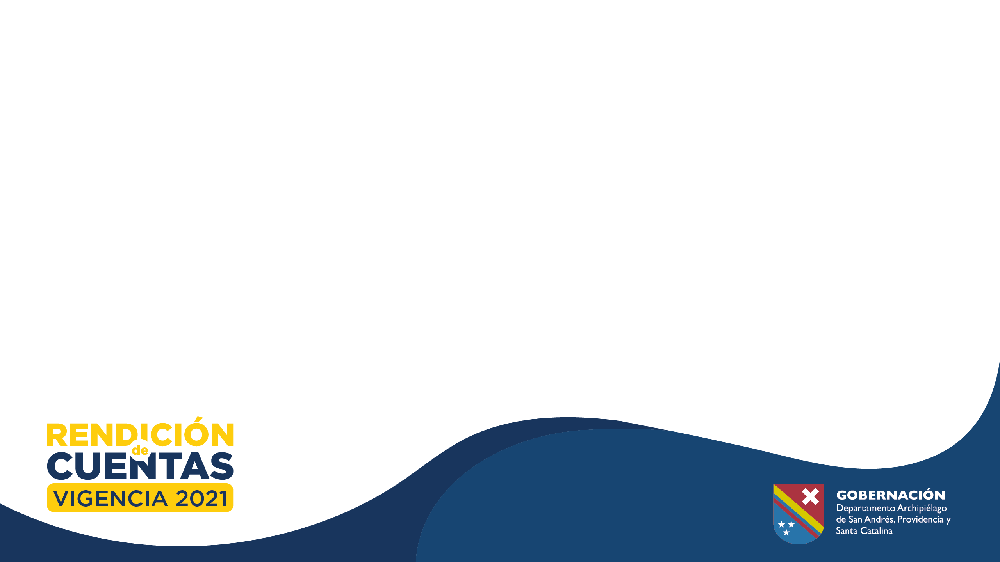 RENDICIÓN
de
CUENTAS
VIGENCIA 2021
GOBERNACIÓN
Departamento Archipiélago
de San Andrés, Providencia y
Santa Catalina